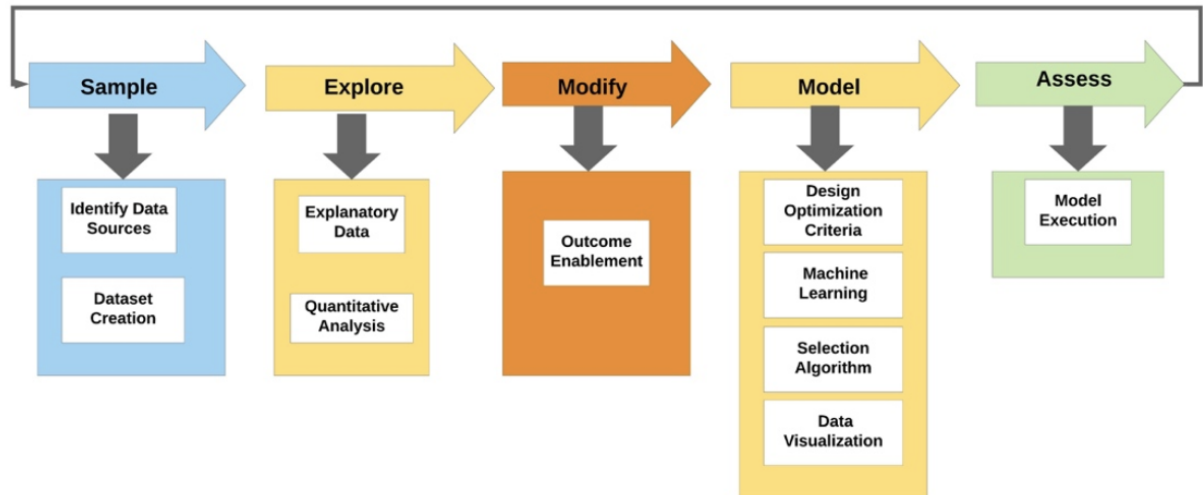 Sample
Explore
Modify
Model
Assess
Identify Data
Sources
Dataset
Creation
Explanatory
Data
Quantitative
Analysis
Outcome
Enablement
Design
Optimization
Criteria
Machine
Learning
Selection
Algorithm
Data
Visualization
Model
Execution